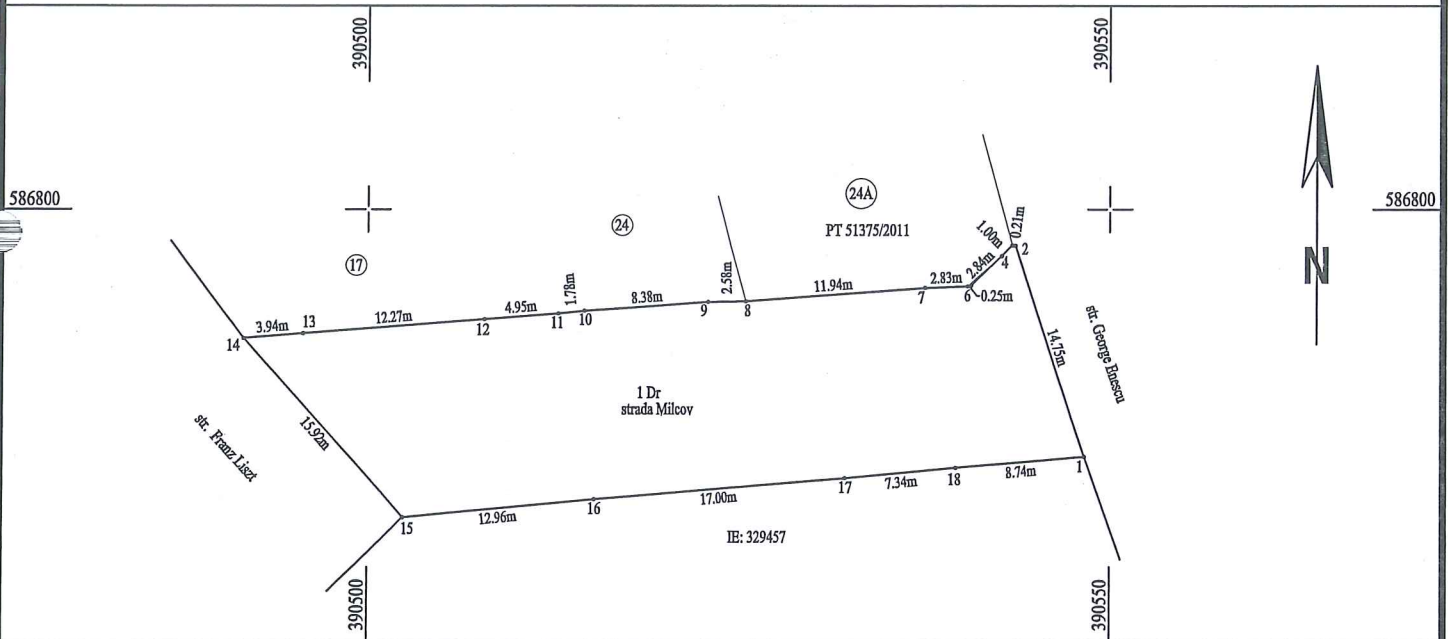 390500
390550
586800
586800
24A
PT 51375/2011
24
17
0.21m
2
1.00m
4
2.84m
6
0.25m
2.83m
7
11.94m
8
2.58m
9
8.38m
10
1.78m
11
4.95m
12
12.27m
13
3.94m
14
N
14.75m
str. George Enescu
1 Dr
strada Milcov
15.92m
str. Franz Liszt
15
12.96m
16
17.00m
17
7.34m
18
8.74m
1
IE: 329457
390500
390550